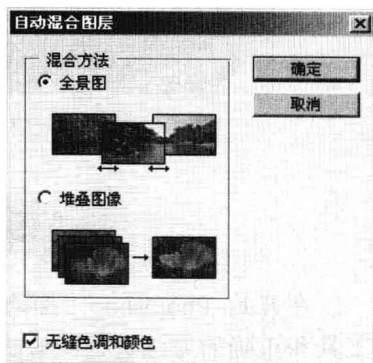 自动混合图层
混合方法
全景图
堆叠图像
无缝色调和颜色
确定
取消